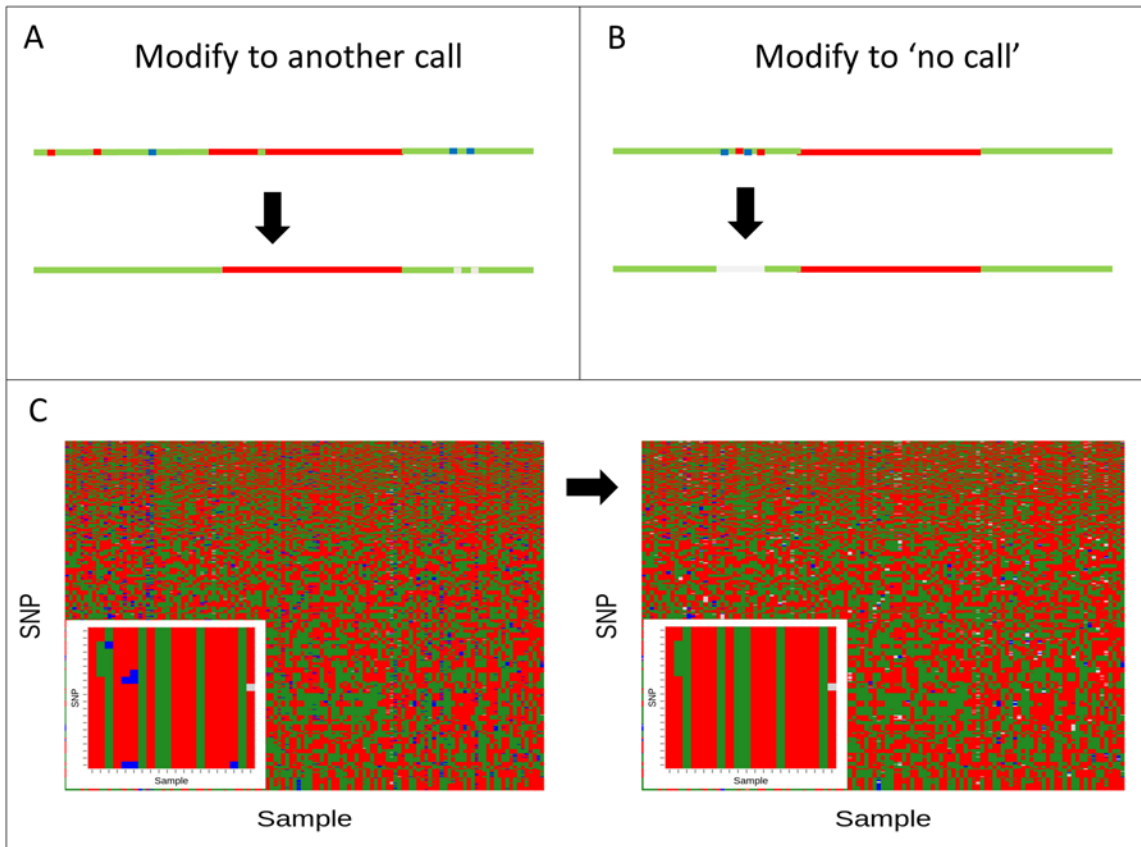 A
Modify to another call
B
Modify to ‘no call’
C
SNP
SNP
Sample
Sample
SNP
SNP
Sample
Sample